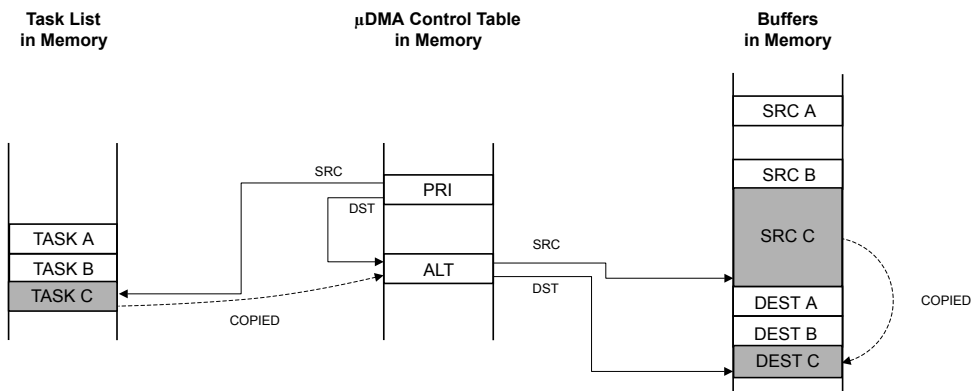 Task List
in Memory
µDMA Control Table
in Memory
Buffers
in Memory
SRC A
SRC
PRI
SRC B
DST
TASK A
SRC C
SRC
TASK B
ALT
DST
TASK C
DEST A
COPIED
COPIED
DEST B
DEST C